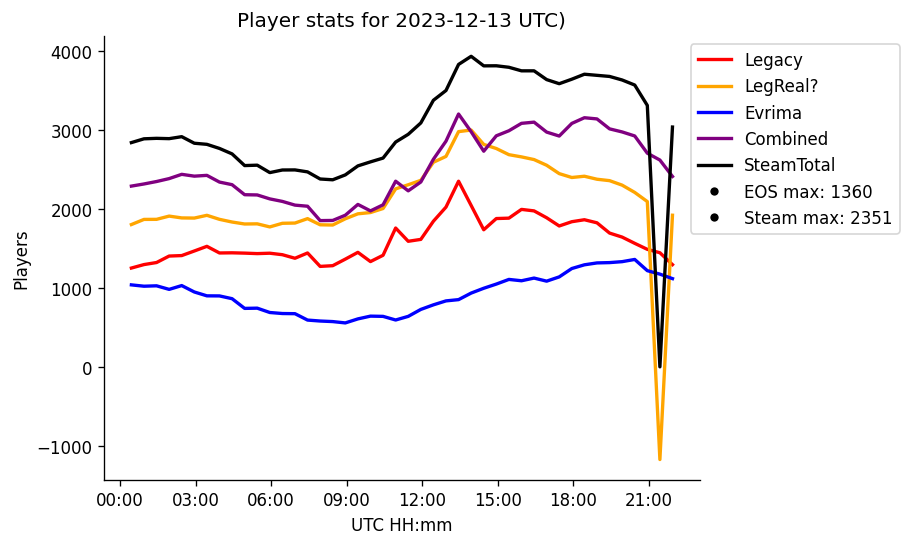 Player stats for 2023-12-13 UTC)
4000
3000
2000
1000
0
−1000
Players
00:00 03:00 06:00 09:00 12:00 15:00 18:00 21:00
UTC HH:mm
Legacy
LegReal?
Evrima
Combined
SteamTotal
EOS max: 1360
Steam max: 2351